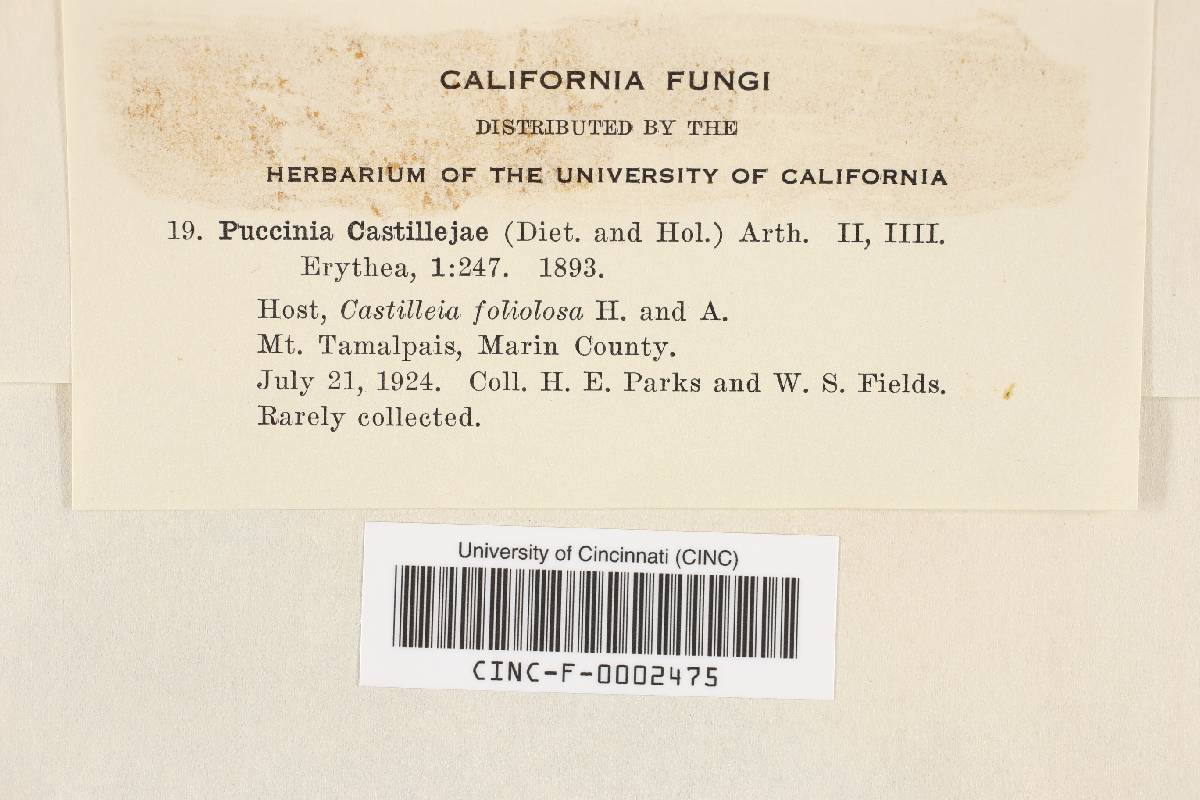 CALIFORNIA FUNGI
DISTRIBUTED BY THE
HERBARIUM OF THE UNIVERSITY OF CALIFORNIA
19. Puccinia Castillejae (Diet. and Hol.) Arth. II, IIII.
Erythea, 1:247. 1893.
Host, Castilleia foliolosa H. and A.
Mt. Tamalpais, Marin County.
July 21, 1924. Coll. H. E. Parks and W. S. Fields.
Rarely collected.
University of Cincinnati (CINC)
CINC-F-0002475